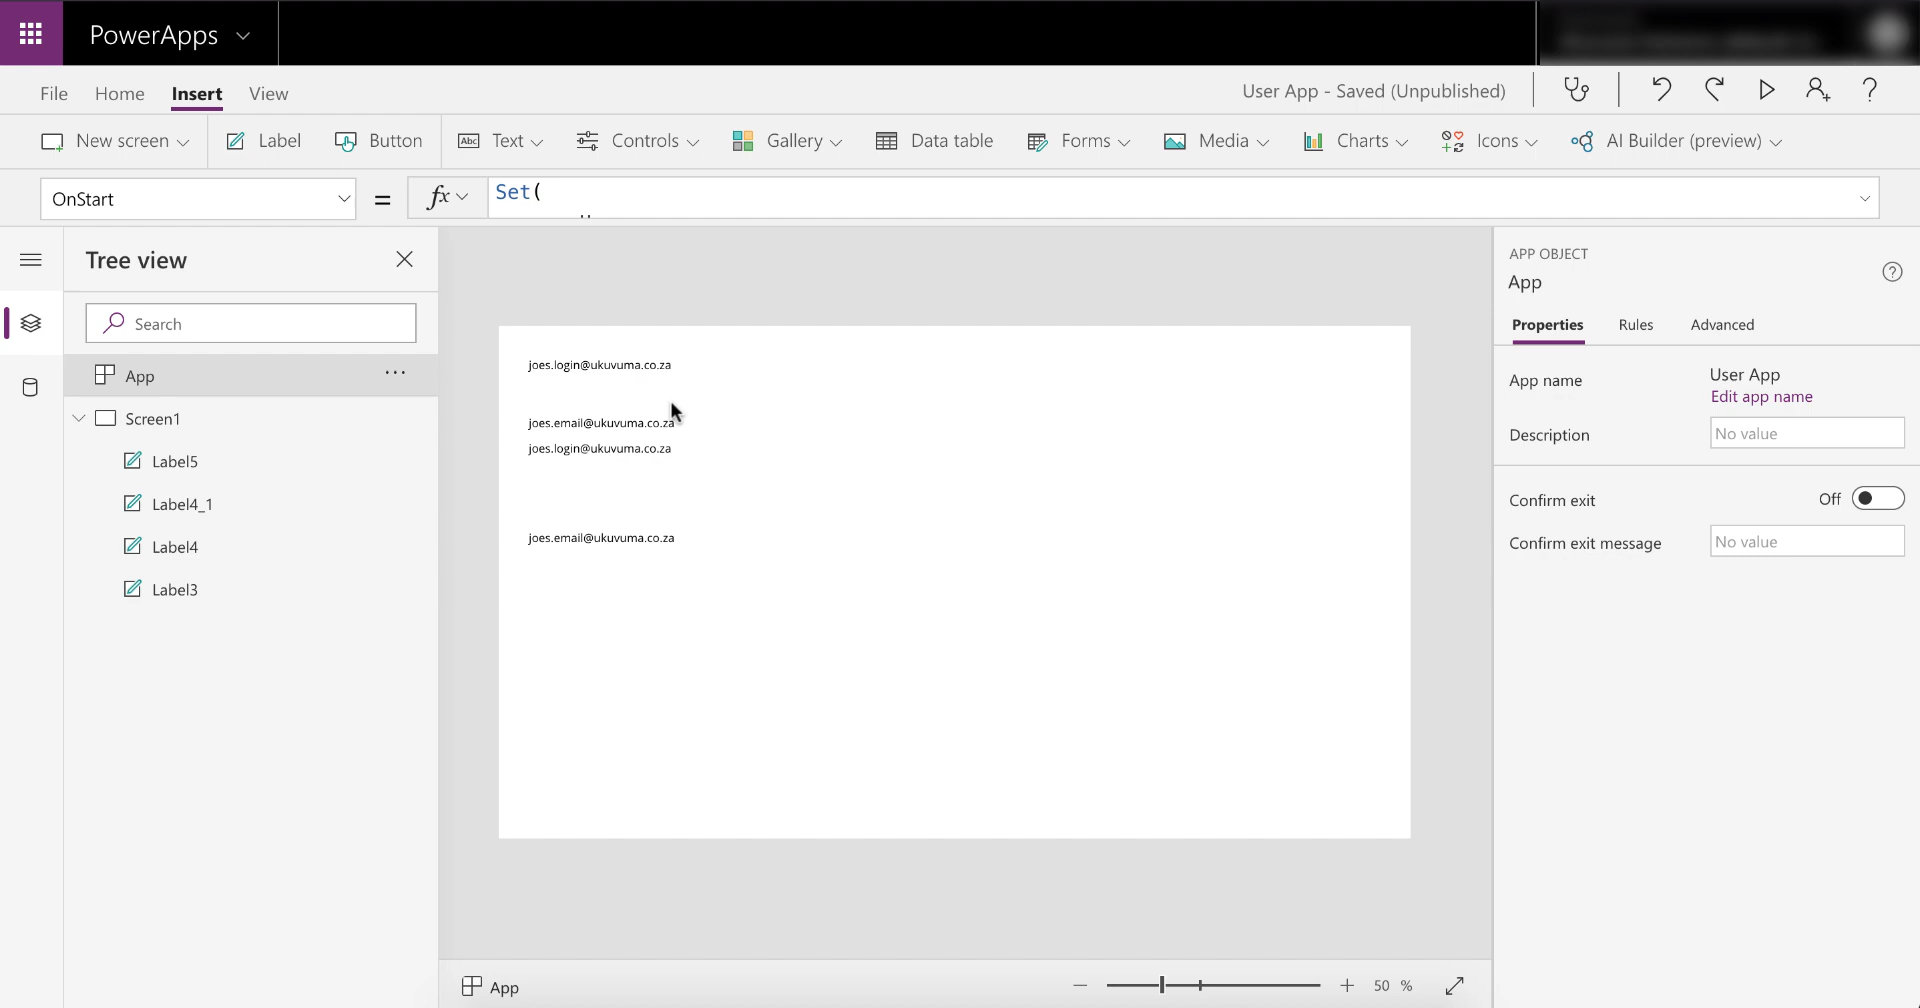 PowerApps
File Home Insert View
User App - Saved (Unpublished)
New screen Label Button Abc Text Controls Gallery Data table Forms Media Charts Icons AI Builder (preview)
OnStart = fx Set(
Tree view
Search
App ...
Screen1
Label5
Label4_1
Label4
Label3
joes.login@ukuvuma.co.za
joes.email@ukuvuma.co.za
joes.login@ukuvuma.co.za
joes.email@ukuvuma.co.za
App
50 %
APP OBJECT
App
Properties Rules Advanced
App name User App
Edit app name
Description No value
Confirm exit Off
Confirm exit message No value